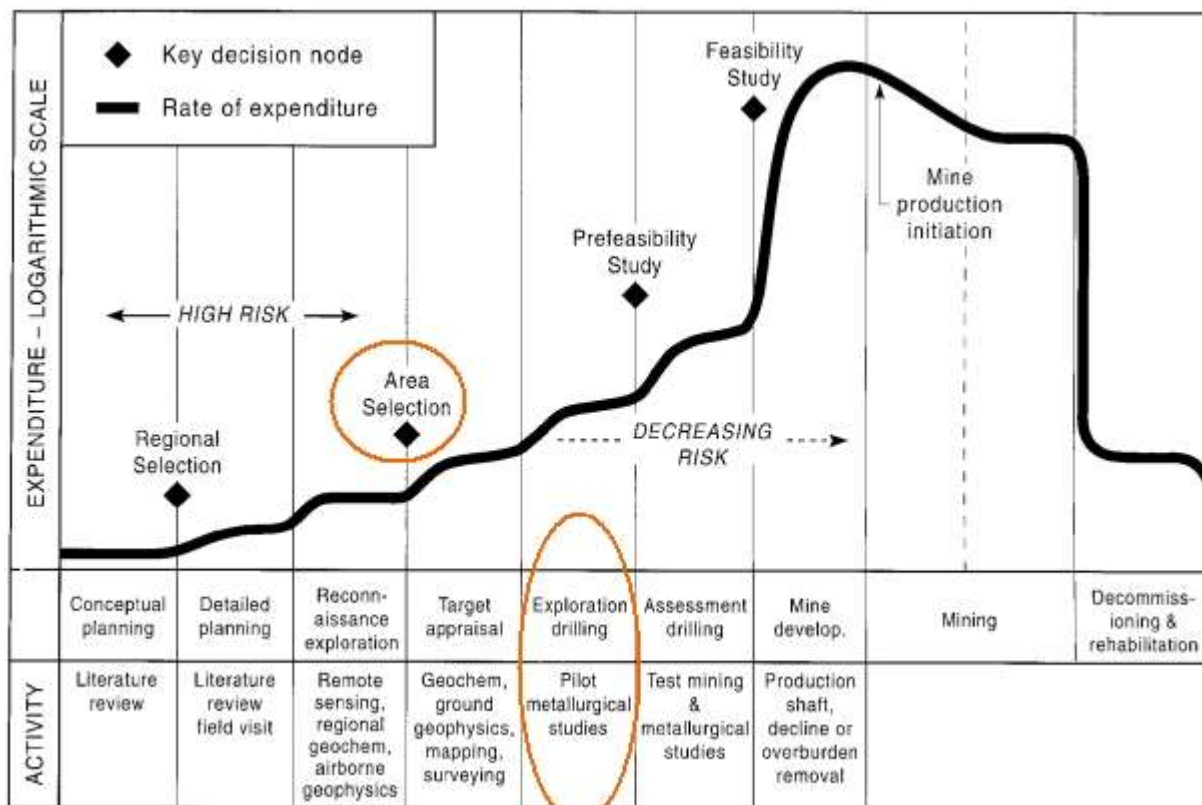 Key decision node
Rate of expenditure
EXPENDITURE – LOGARITHMIC SCALE
Feasibility
Study
Mine
production
initiation
Prefeasibility
Study
HIGH RISK
Area
Selection
Regional
Selection
DECREASING
RISK
Conceptual
planning
Detailed
planning
Reconn-
aissance
exploration
Target
appraisal
Exploration
drilling
Assessment
drilling
Mine
develop.
Mining
Decommiss-
ioning &
rehabilitation
ACTIVITY
Literature
review
Literature
review
field visit
Remote
sensing,
regional
geochem,
airborne
geophysics
Geochem,
ground
geophysics,
mapping,
surveying
Pilot
metallurgical
studies
Test mining
&
metallurgical
studies
Production
shaft,
decline or
overburden
removal